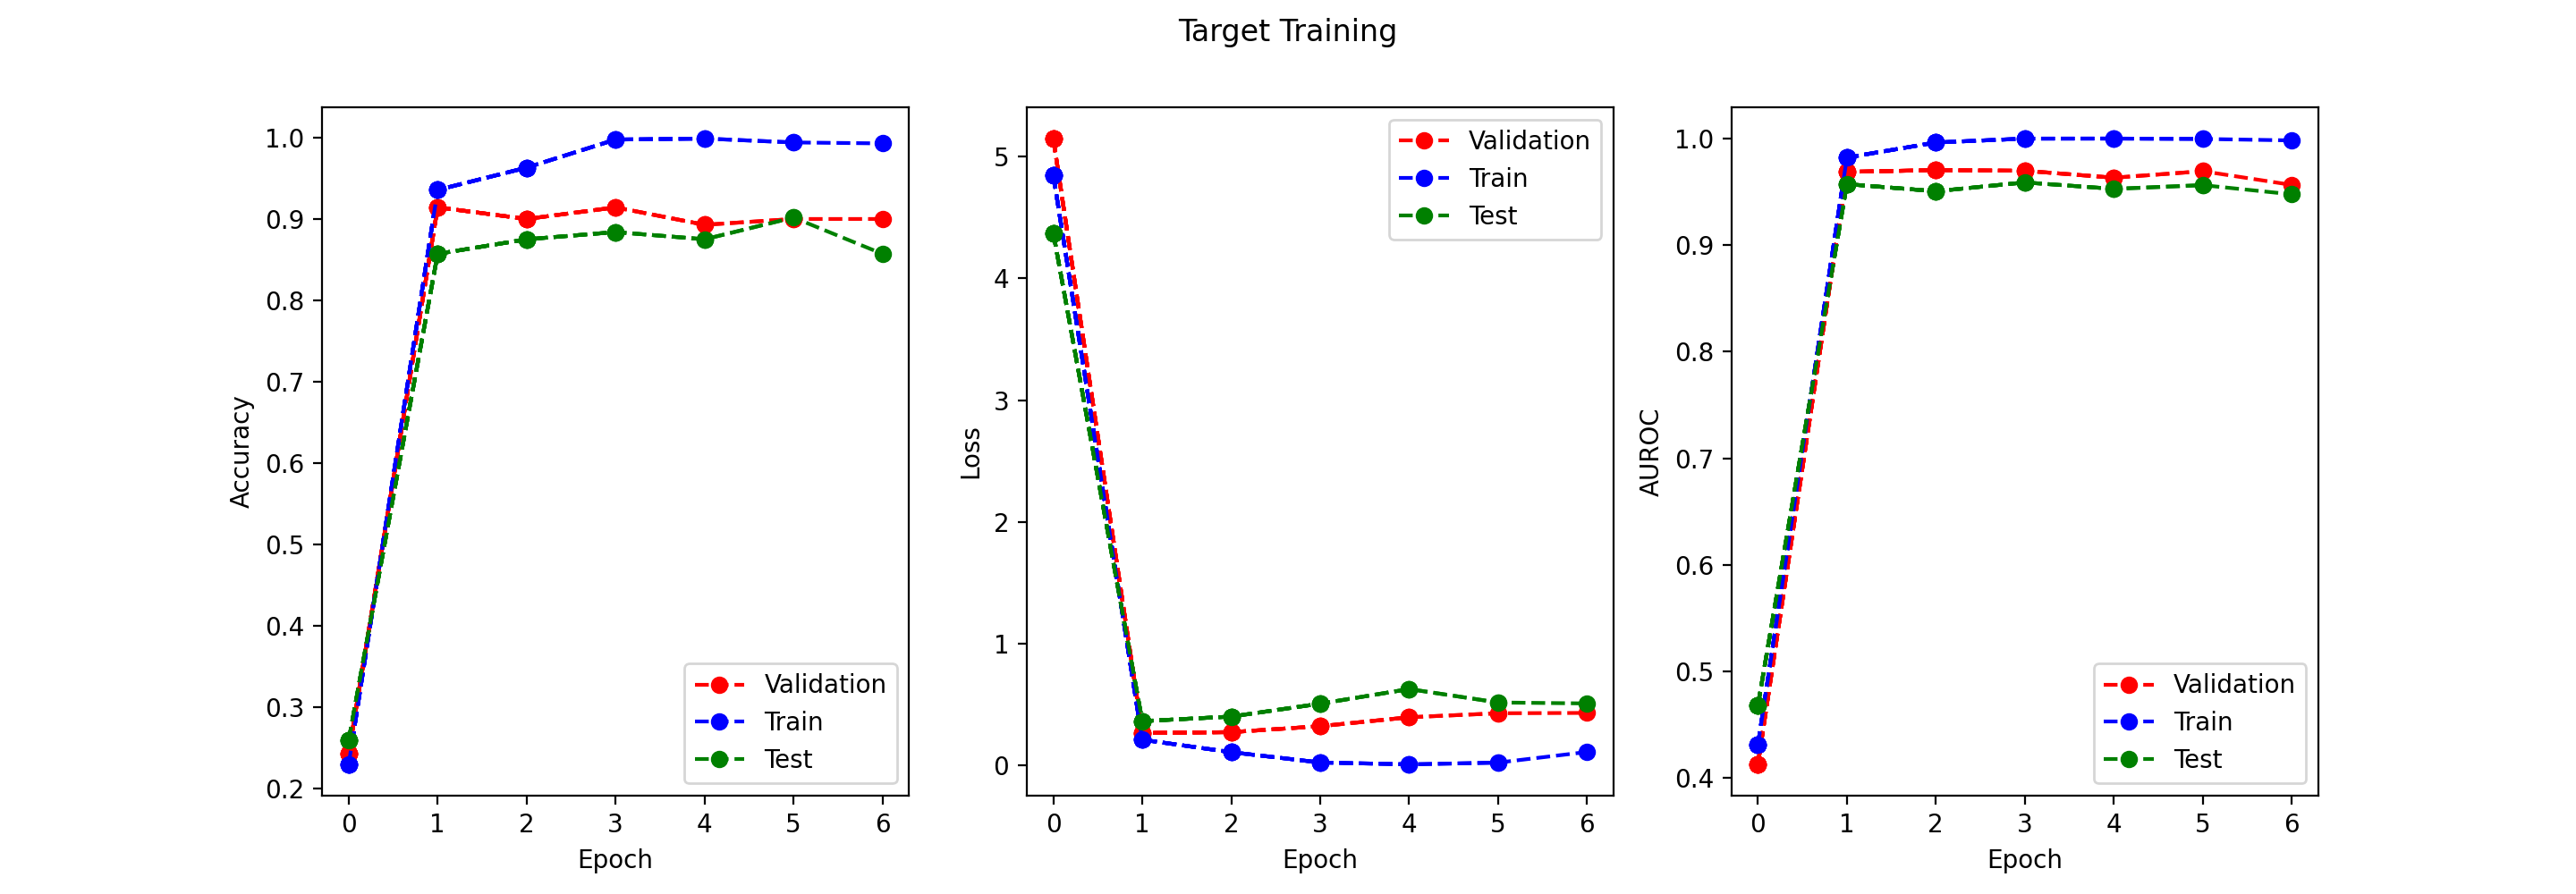 Target Training
Accuracy
1.0
0.9
0.8
0.7
0.6
0.5
0.4
0.3
0.2
0 1 2 3 4 5 6
Epoch
Validation
Train
Test
Loss
5
4
3
2
1
0
0 1 2 3 4 5 6
Epoch
Validation
Train
Test
AUROC
1.0
0.9
0.8
0.7
0.6
0.5
0.4
0 1 2 3 4 5 6
Epoch
Validation
Train
Test